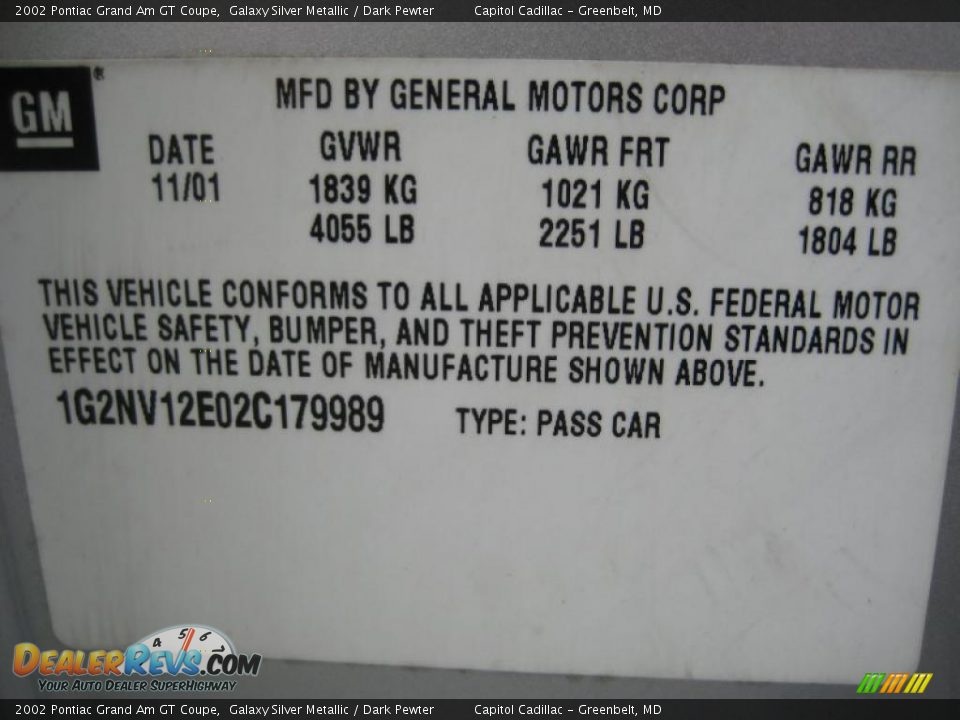 2002 Pontiac Grand Am GT Coupe, Galaxy Silver Metallic / Dark Pewter Capitol Cadillac - Greenbelt, MD
GM®
MFD BY GENERAL MOTORS CORP
DATE GVWR GAWR FRT GAWR RR
11/01 1839 KG 1021 KG 818 KG
4055 LB 2251 LB 1804 LB
THIS VEHICLE CONFORMS TO ALL APPLICABLE U.S. FEDERAL MOTOR
VEHICLE SAFETY, BUMPER, AND THEFT PREVENTION STANDARDS IN
EFFECT ON THE DATE OF MANUFACTURE SHOWN ABOVE.
1G2NV12E02C179989 TYPE: PASS CAR
4 5 6 7
DEALERREVS.COM
YOUR AUTO DEALER SUPERHIGHWAY
2002 Pontiac Grand Am GT Coupe, Galaxy Silver Metallic / Dark Pewter Capitol Cadillac - Greenbelt, MD